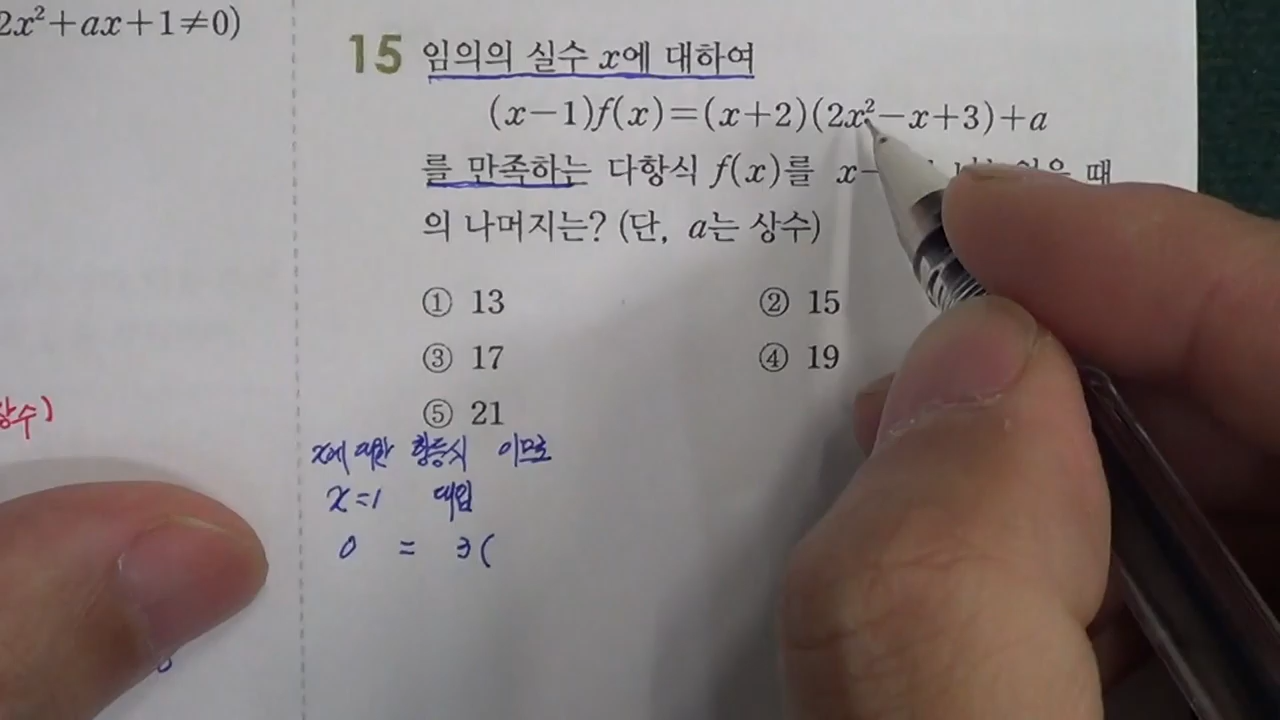 2x²+ax+1≠0)
15 임의의 실수 x에 대하여
(x-1)f(x)=(x+2)(2x²-x+3)+a
를 만족하는 다항식 f(x)를 x- 때
의 나머지는? (단, a는 상수)
① 13 ② 15
③ 17 ④ 19
⑤ 21
상수)
x에 대한 항등식 이므로
x=1 대입
0 = 3(